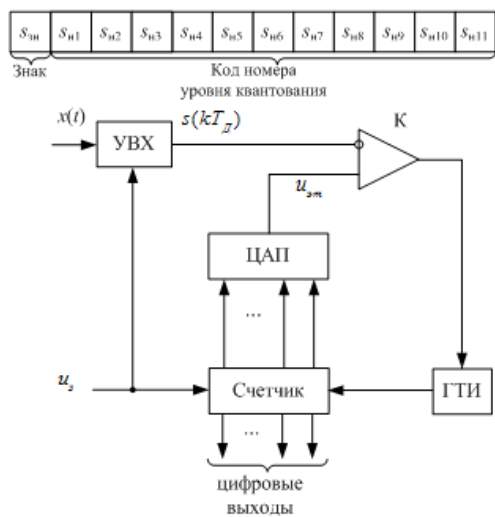 Sзн Sн1 Sн2 Sн3 Sн4 Sн5 Sн6 Sн7 Sн8 Sн9 Sн10 Sн11
Знак
Код номера
уровня квантования
x(t)
УВХ
s(kTД)
К
uэт
ЦАП
...
uз
Счетчик
ГТИ
...
цифровые
выходы